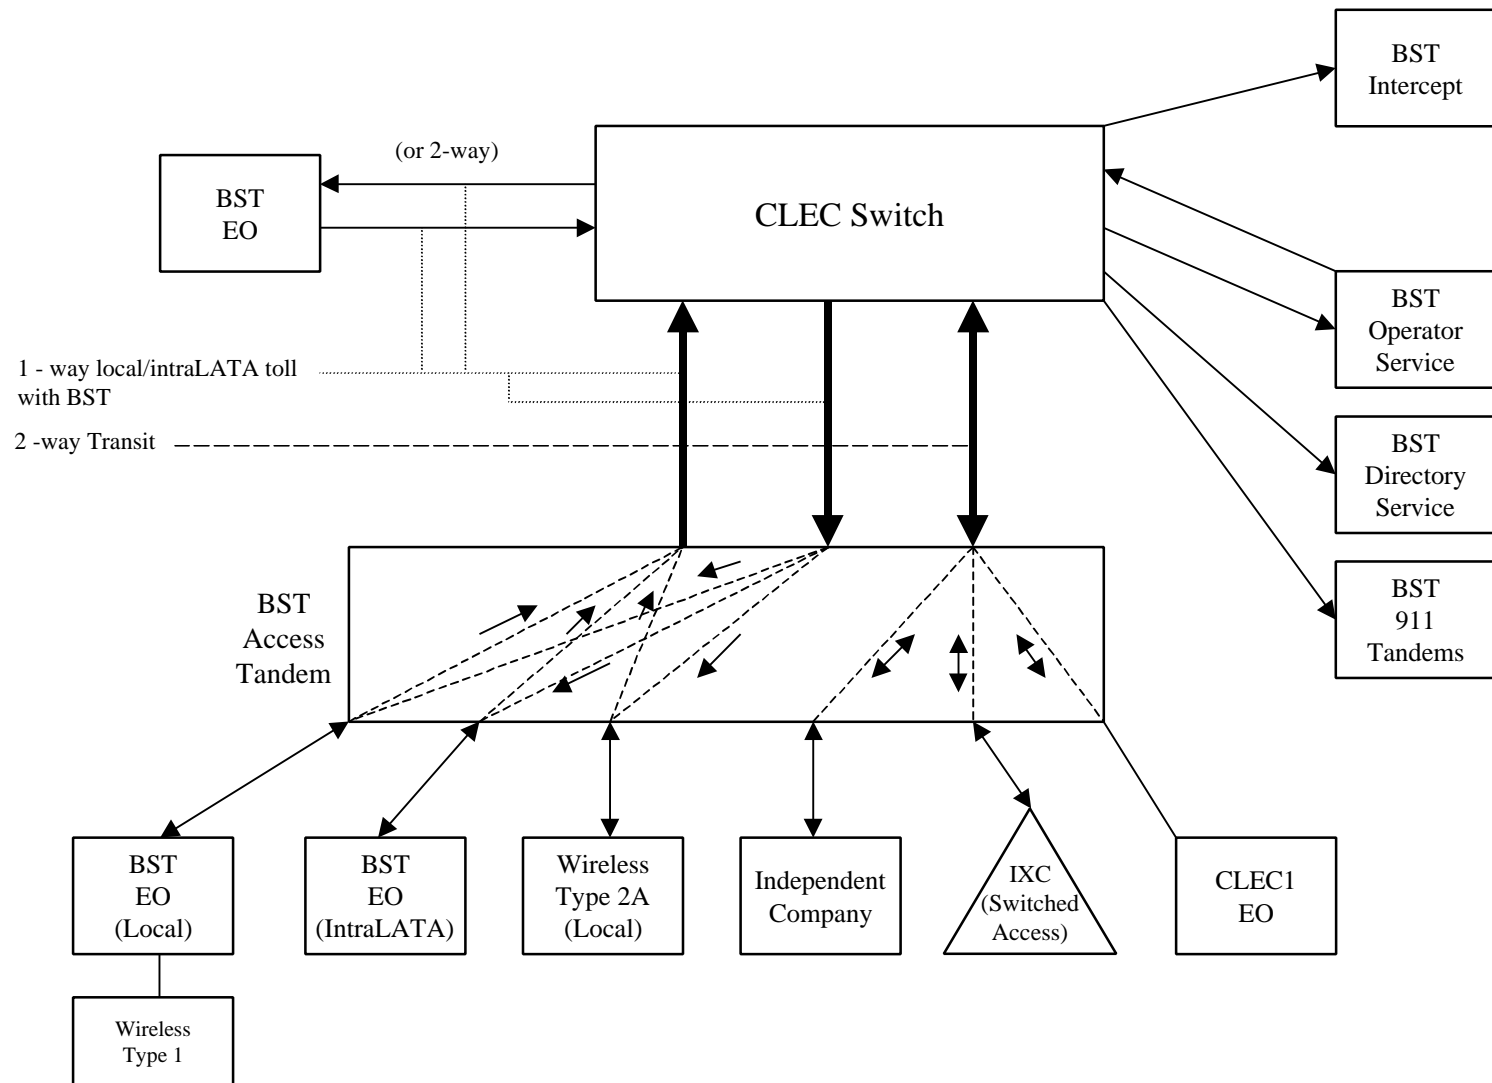 BST
Intercept
(or 2-way)
BST
EO
CLEC Switch
BST
Operator
Service
1 - way local/intraLATA toll
with BST
2 -way Transit
BST
Directory
Service
BST
911
Tandems
BST
Access
Tandem
BST
EO
(Local)
BST
EO
(IntraLATA)
Wireless
Type 2A
(Local)
Independent
Company
IXC
(Switched
Access)
CLEC1
EO
Wireless
Type 1